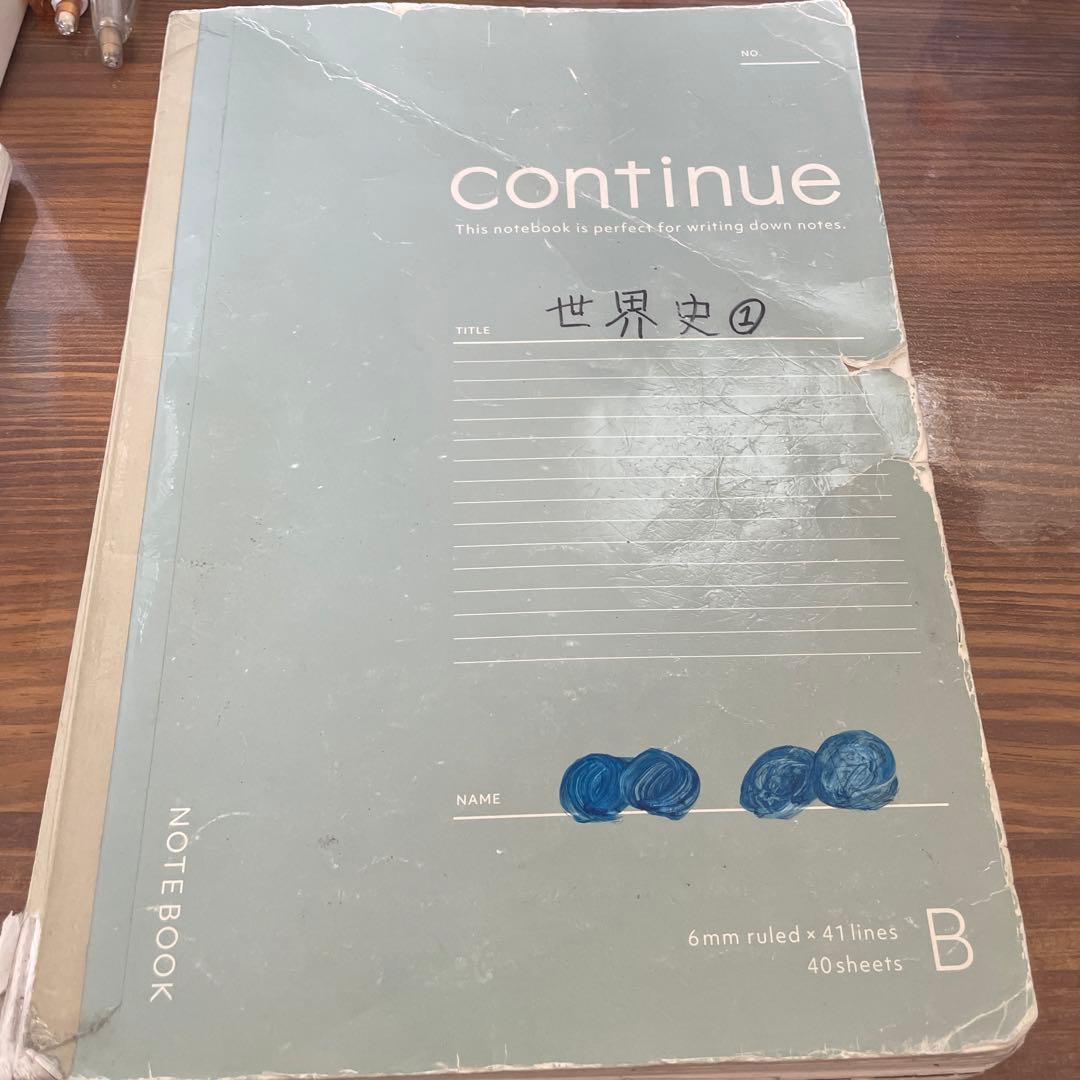 NO.
continue
This notebook is perfect for writing down notes.
TITLE 世界史①
NAME
NOTEBOOK
6mm ruled × 41 lines
40 sheets
B